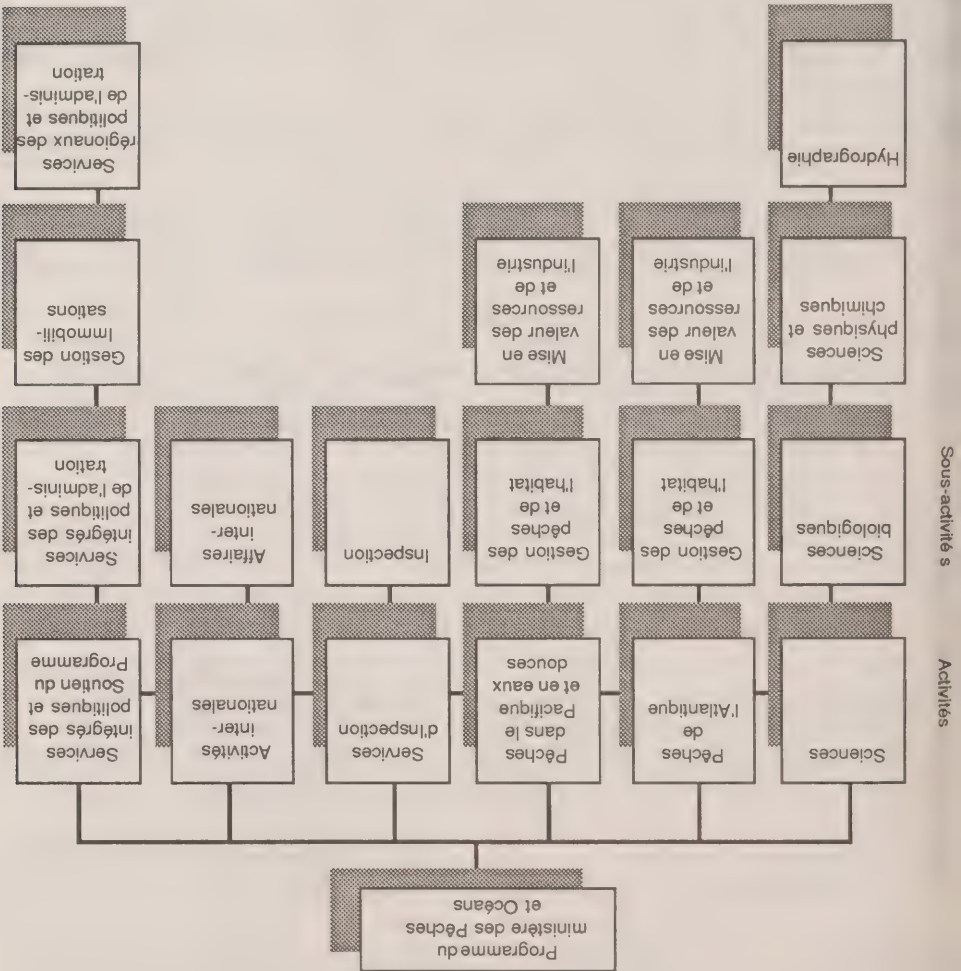 Programme du
ministère des Pêches
et Océans
Activités
Sciences
Pêches
de
l'Atlantique
Pêches
dans le
Pacifique
et en eaux
douces
Services
d'Inspection
Activités
inter-
nationales
Services
intégrés des
politiques et
Soutien du
Programme
Sous-activité s
Sciences
biologiques
Gestion des
pêches
et de
l'habitat
Gestion des
pêches
et de
l'habitat
Inspection
Affaires
inter-
nationales
Services
intégrés des
politiques et
de l'adminis-
tration
Sciences
physiques et
chimiques
Mise en
valeur des
ressources
et de
l'industrie
Mise en
valeur des
ressources
et de
l'industrie
Gestion des
Immobili-
sations
Hydrographie
Services
régionaux des
politiques et
de l'adminis-
tration